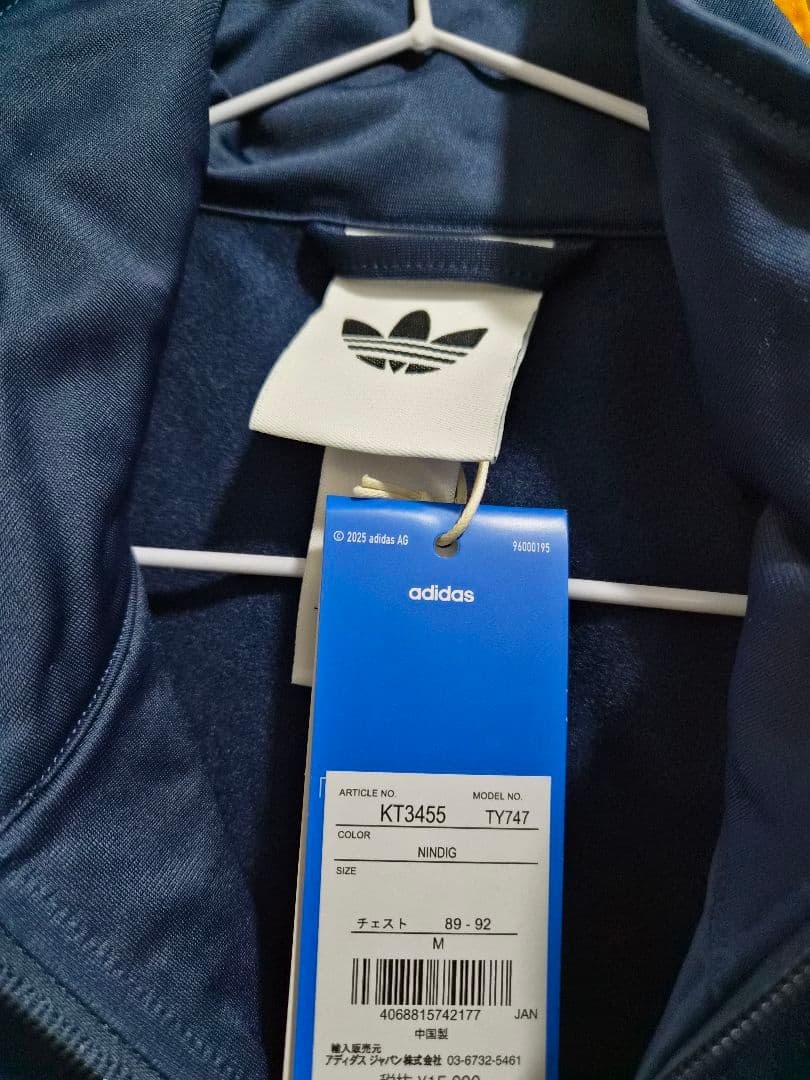 © 2025 adidas AG
96000195
adidas
ARTICLE NO. MODEL NO.
KT3455 TY747
COLOR
NINDIG
SIZE
チェスト 89 - 92
M
4068815742177 JAN
中国製
輸入販売元
アディダス ジャパン株式会社 03-6732-5461